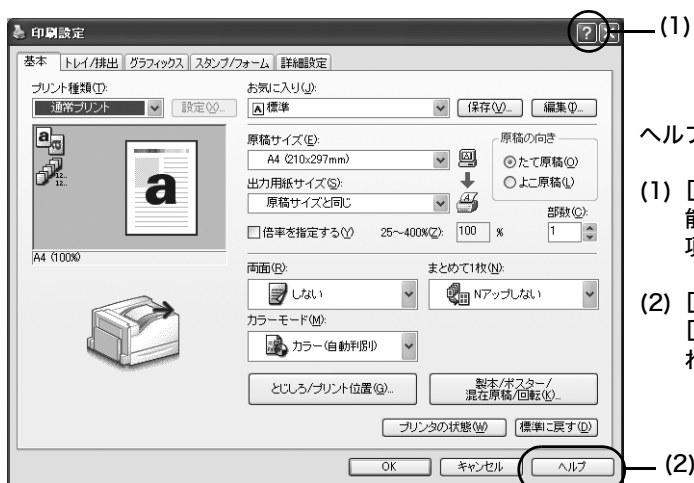 印刷設定
(1)
基本 トレイ/排出 グラフィックス スタンプ/フォーム 詳細設定
プリント種類(T):
通常プリント
設定(X)...
お気に入り(J):
標準
保存(V)...
編集(I)...
原稿サイズ(E):
A4 (210x297mm)
出力用紙サイズ(S):
原稿サイズと同じ
倍率を指定する(Y) 25~400%(Z): 100 %
原稿の向き
たて原稿(O)
よこ原稿(L)
部数(C):
1
A4 (100%)
両面(R):
しない
まとめて1枚(N):
Nアップしない
カラーモード(M):
カラー(自動判別)
とじしろ/プリント位置(G)...
製本/ポスター/
混在原稿/回転(K)...
プリンタの状態(W)
標準に戻す(D)
OK
キャンセル
ヘルプ
(2)
ヘルプ
(1) [
能
項
(2) [
[
れ